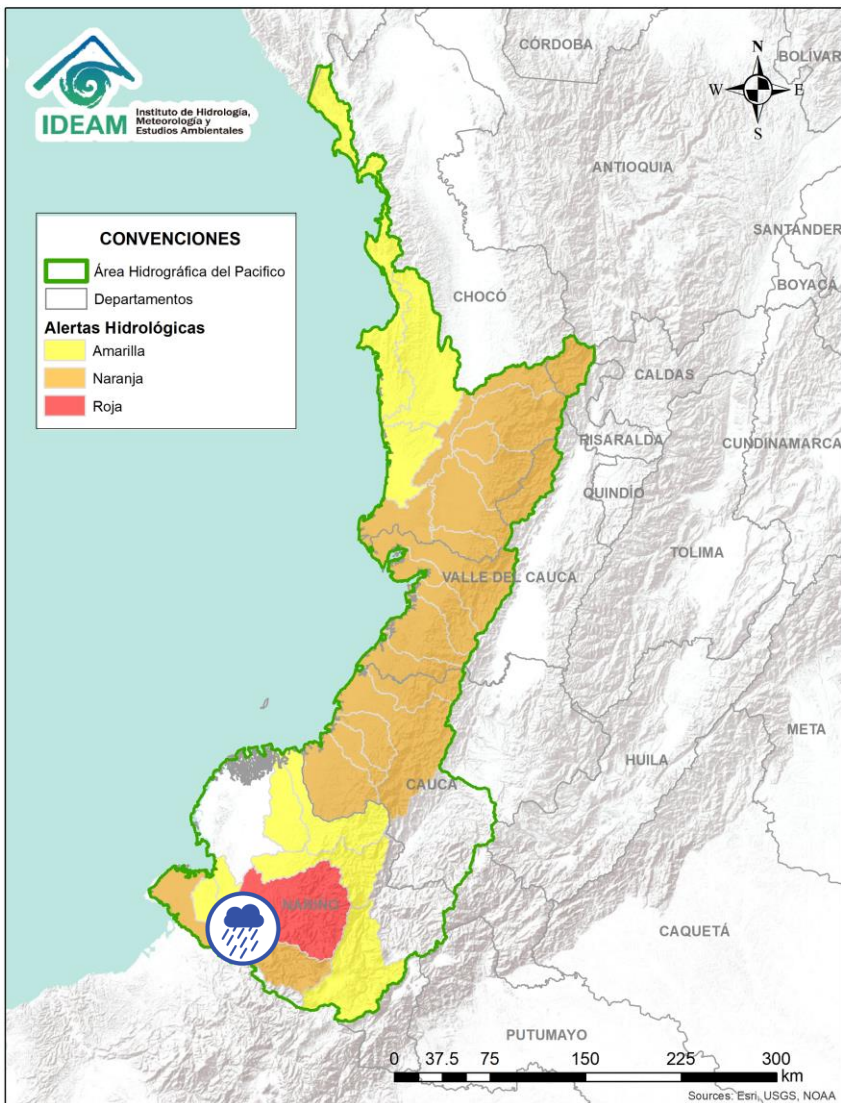 IDEAM
Instituto de Hidrología,
Meteorología y
Estudios Ambientales
CÓRDOBA
BOLÍVAR
N
W
E
S
ANTIOQUIA
SANTANDER
BOYACÁ
CONVENCIONES
Área Hidrográfica del Pacifico
Departamentos
Alertas Hidrológicas
Amarilla
Naranja
Roja
CHOCÓ
CALDAS
RISARALDA
CUNDINAMARCA
QUINDÍO
TOLIMA
VALLE DEL CAUCA
META
HUILA
CAUCA
NARIÑO
CAQUETÁ
PUTUMAYO
0 37.5 75 150 225 300
km
Sources: Esri, USGS, NOAA